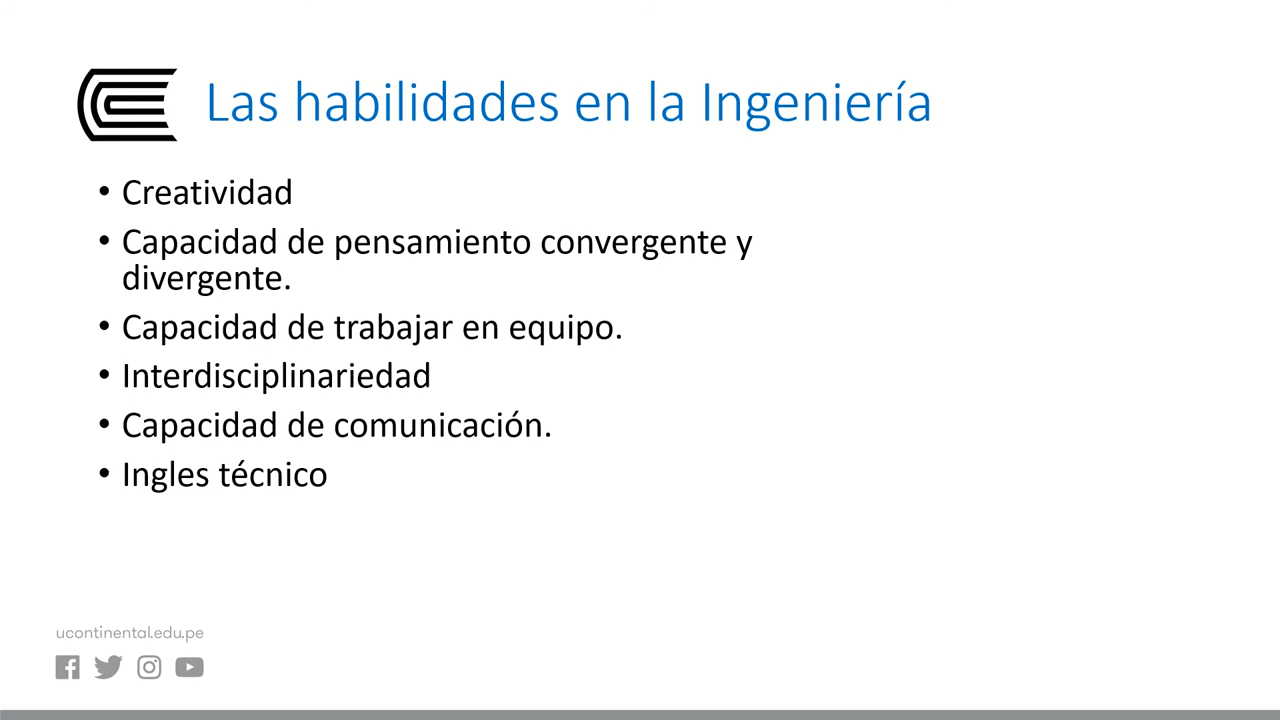 Las habilidades en la Ingeniería
• Creatividad
• Capacidad de pensamiento convergente y
divergente.
• Capacidad de trabajar en equipo.
• Interdisciplinariedad
• Capacidad de comunicación.
• Ingles técnico
ucontinental.edu.pe